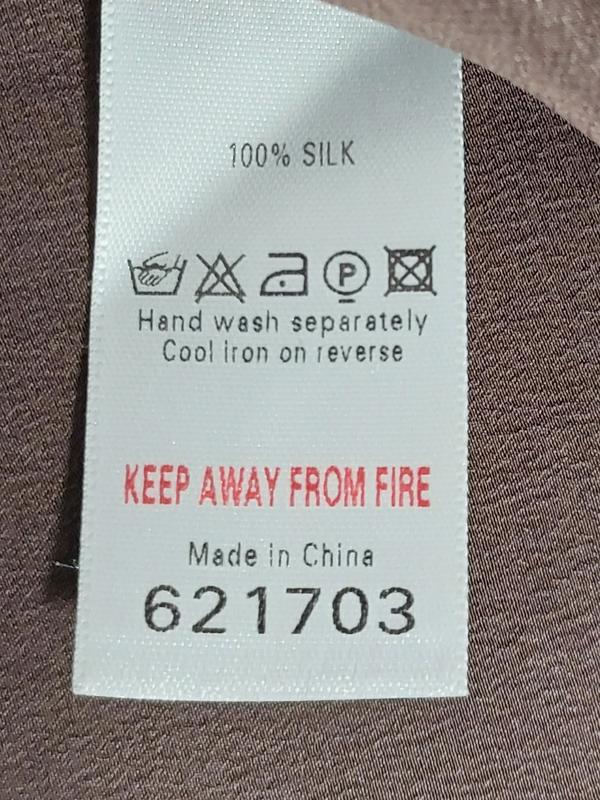 100% SILK
P
Hand wash separately
Cool iron on reverse
KEEP AWAY FROM FIRE
Made in China
621703